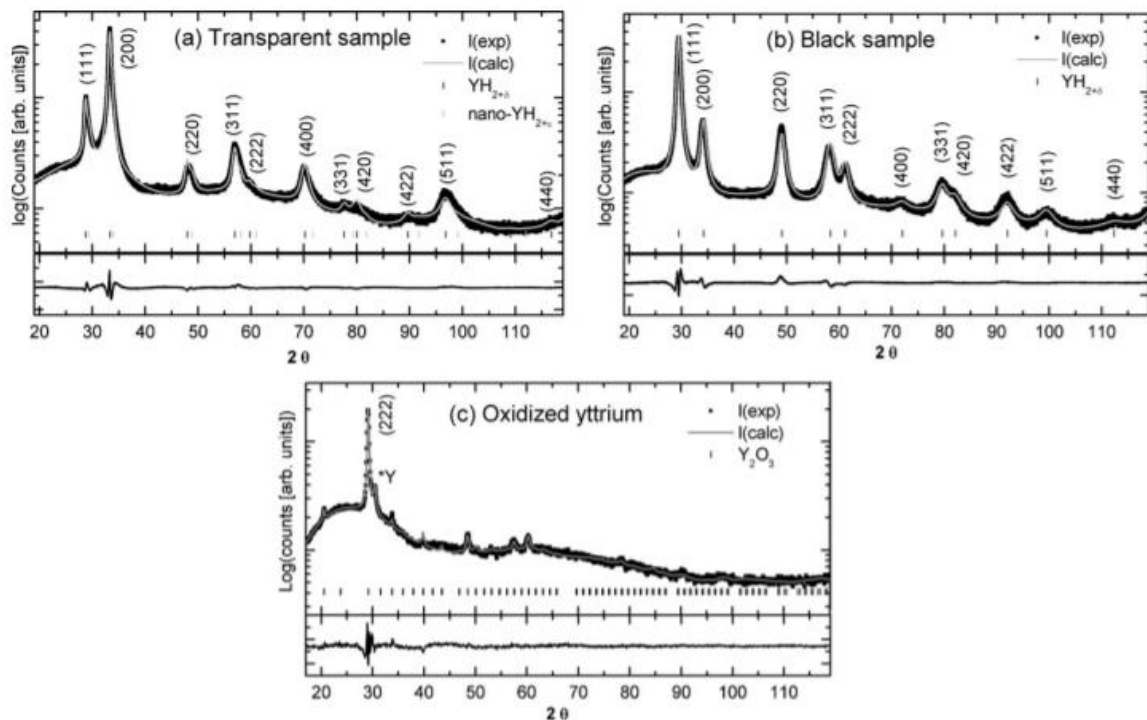 (a) Transparent sample
I(exp)
I(calc)
YH2+δ
nano-YH2+δ
(111)
(200)
(220)
(311)
(222)
(400)
(331)
(420)
(422)
(511)
(440)
log(Counts [arb. units])
20 30 40 50 60 70 80 90 100 110
2 θ
(b) Black sample
I(exp)
I(calc)
YH2+δ
(111)
(200)
(220)
(311)
(222)
(400)
(331)
(420)
(422)
(511)
(440)
log(Counts [arb. units])
20 30 40 50 60 70 80 90 100 110
2 θ
(c) Oxidized yttrium
I(exp)
I(calc)
Y2O3
(222)
*Y
Log(counts [arb. units])
20 30 40 50 60 70 80 90 100 110
2 θ